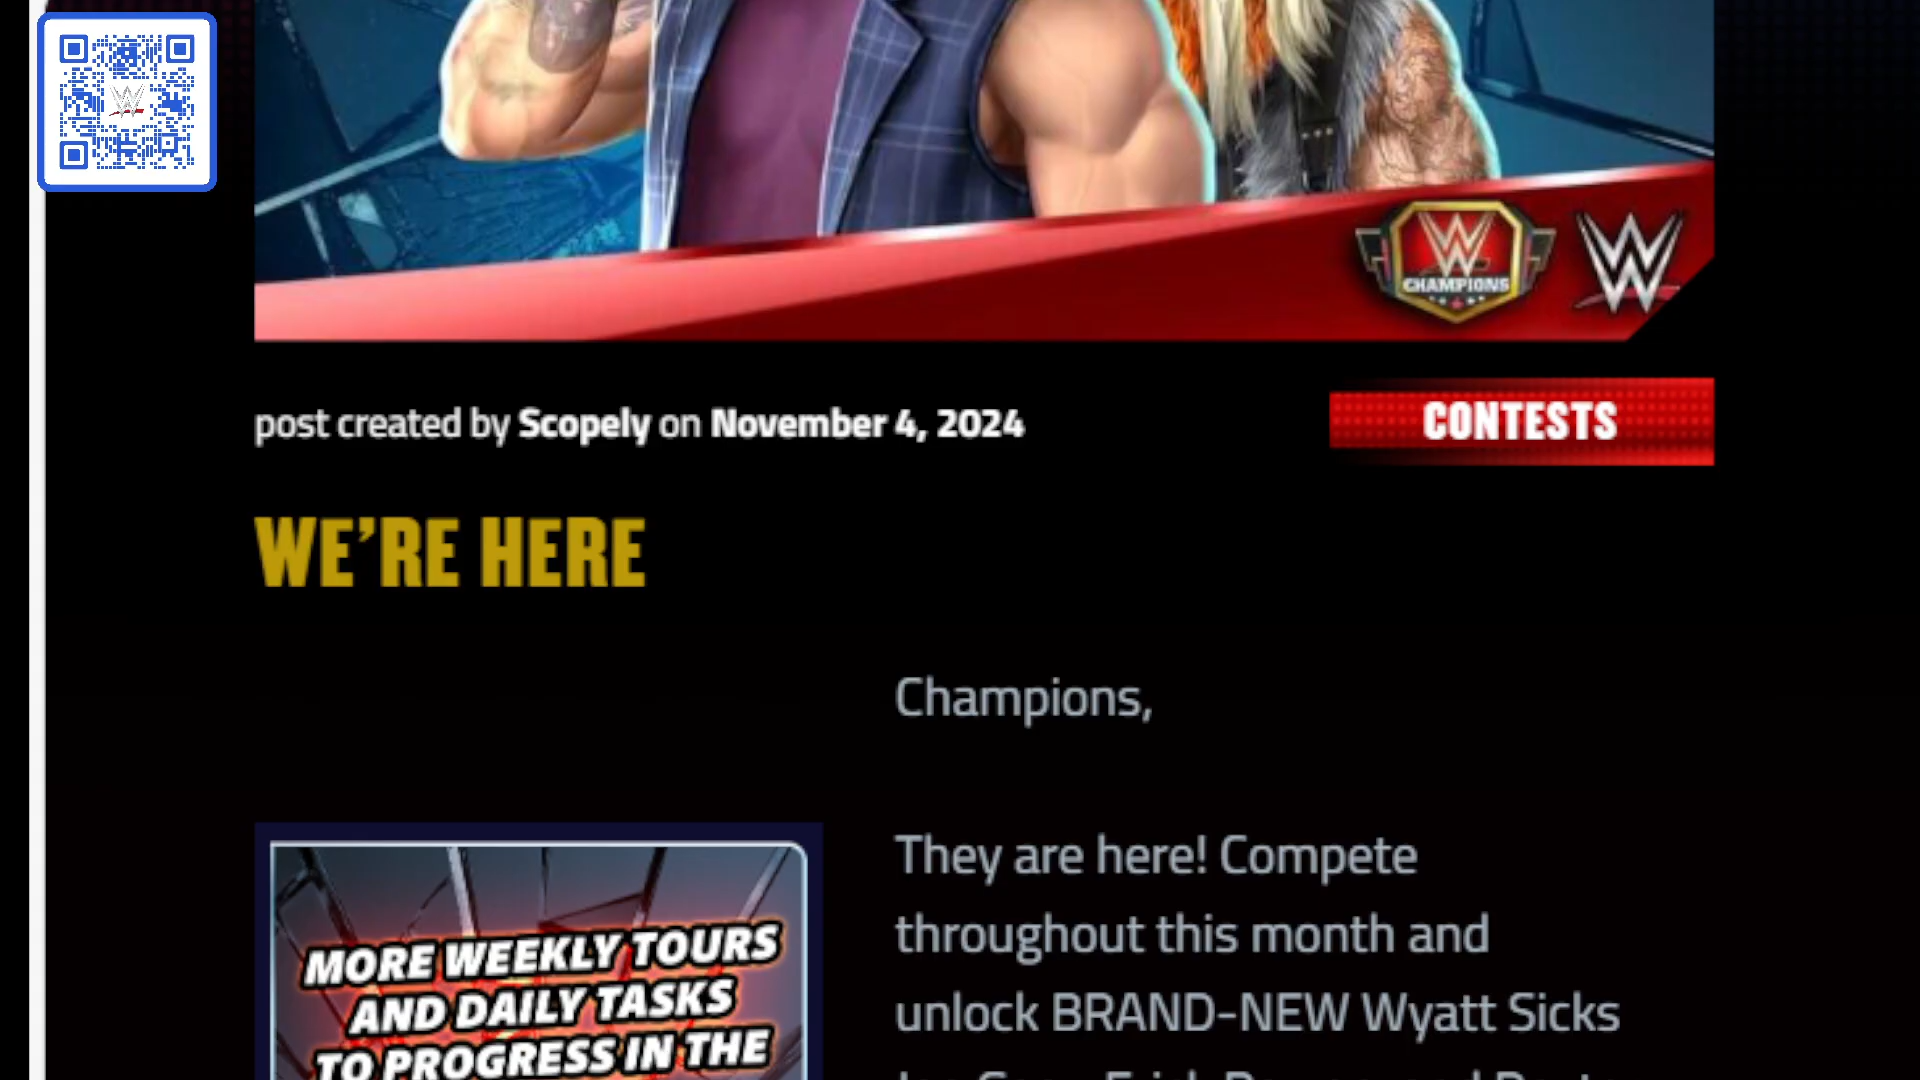 W
CHAMPIONS
W
post created by Scopely on November 4, 2024
CONTESTS
WE’RE HERE
Champions,
They are here! Compete
throughout this month and
unlock BRAND-NEW Wyatt Sicks
MORE WEEKLY TOURS
AND DAILY TASKS
TO PROGRESS IN THE